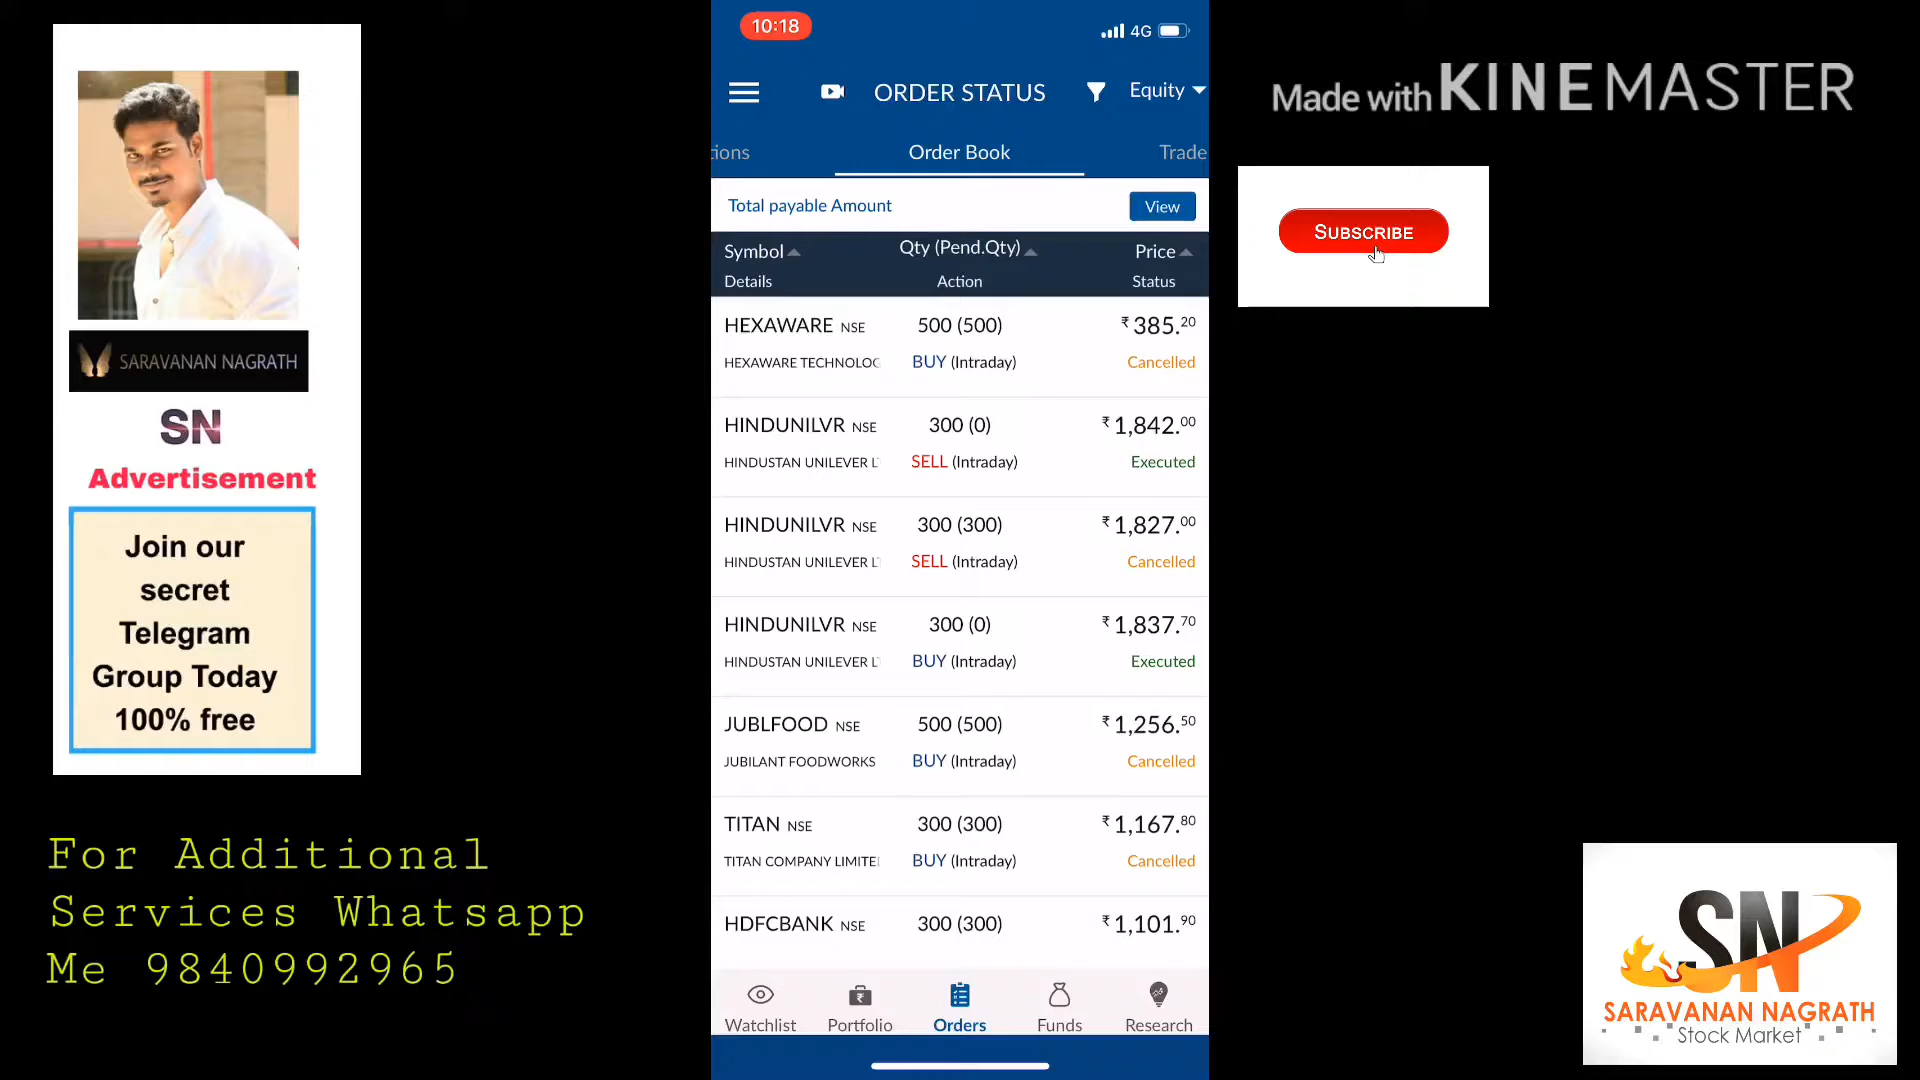 SARAVANAN NAGRATH
SN
Advertisement
Join our
secret
Telegram
Group Today
100% free
For Additional
Services Whatsapp
Me 9840992965
10:18
4G
ORDER STATUS
Equity
tions
Order Book
Trade
Total payable Amount
View
Symbol Qty (Pend.Qty) Price
Details Action Status
HEXAWARE NSE 500 (500) ₹ 385.20
HEXAWARE TECHNOLOG BUY (Intraday) Cancelled
HINDUNILVR NSE 300 (0) ₹ 1,842.00
HINDUSTAN UNILEVER LT SELL (Intraday) Executed
HINDUNILVR NSE 300 (300) ₹ 1,827.00
HINDUSTAN UNILEVER LT SELL (Intraday) Cancelled
HINDUNILVR NSE 300 (0) ₹ 1,837.70
HINDUSTAN UNILEVER LT BUY (Intraday) Executed
JUBLFOOD NSE 500 (500) ₹ 1,256.50
JUBILANT FOODWORKS BUY (Intraday) Cancelled
TITAN NSE 300 (300) ₹ 1,167.80
TITAN COMPANY LIMITE BUY (Intraday) Cancelled
HDFCBANK NSE 300 (300) ₹ 1,101.90
Watchlist Portfolio Orders Funds Research
Made with KINEMASTER
SUBSCRIBE
SN
SARAVANAN NAGRATH
Stock Market